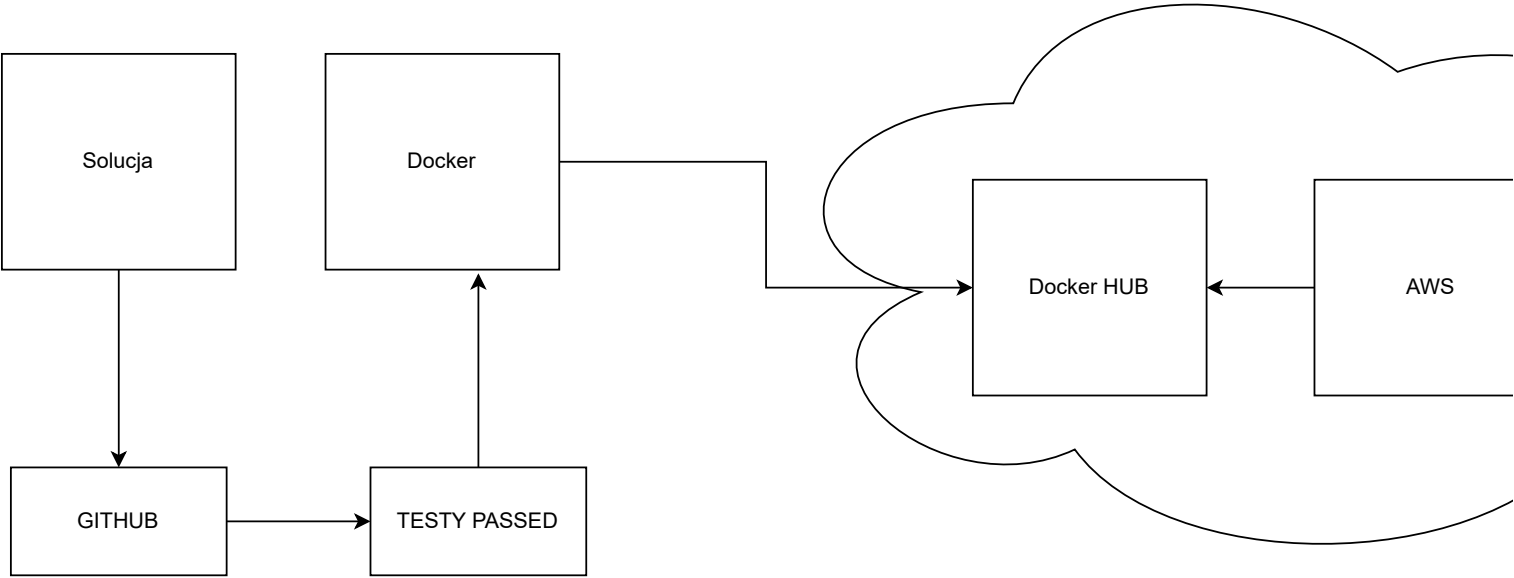 Solucja
Docker
Docker HUB
AWS
GITHUB
TESTY PASSED